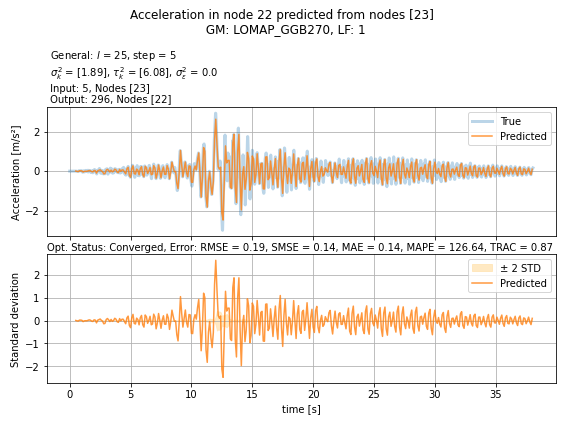 Acceleration in node 22 predicted from nodes [23]
GM: LOMAP_GGB270, LF: 1
General: l = 25, step = 5
σ²ₖ = [1.89], τ²ₖ = [6.08], σ²ε = 0.0
Input: 5, Nodes [23]
Output: 296, Nodes [22]
True
Predicted
2
0
−2
Acceleration [m/s²]
Opt. Status: Converged, Error: RMSE = 0.19, SMSE = 0.14, MAE = 0.14, MAPE = 126.64, TRAC = 0.87
± 2 STD
Predicted
2
1
0
−1
−2
Standard deviation
0 5 10 15 20 25 30 35
time [s]